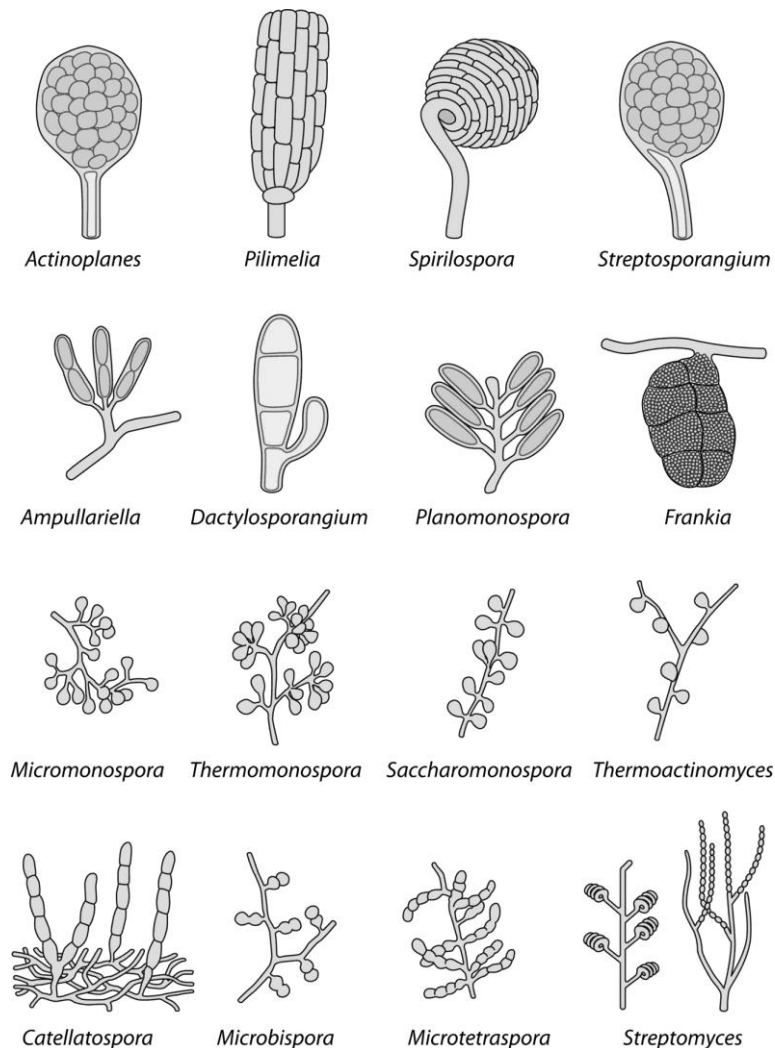 Actinoplanes
Pilimelia
Spirilospora
Streptosporangium
Ampullariella
Dactylosporangium
Planomonospora
Frankia
Micromonospora
Thermomonospora
Saccharomonospora
Thermoactinomyces
Catellatospora
Microbispora
Microtetraspora
Streptomyces